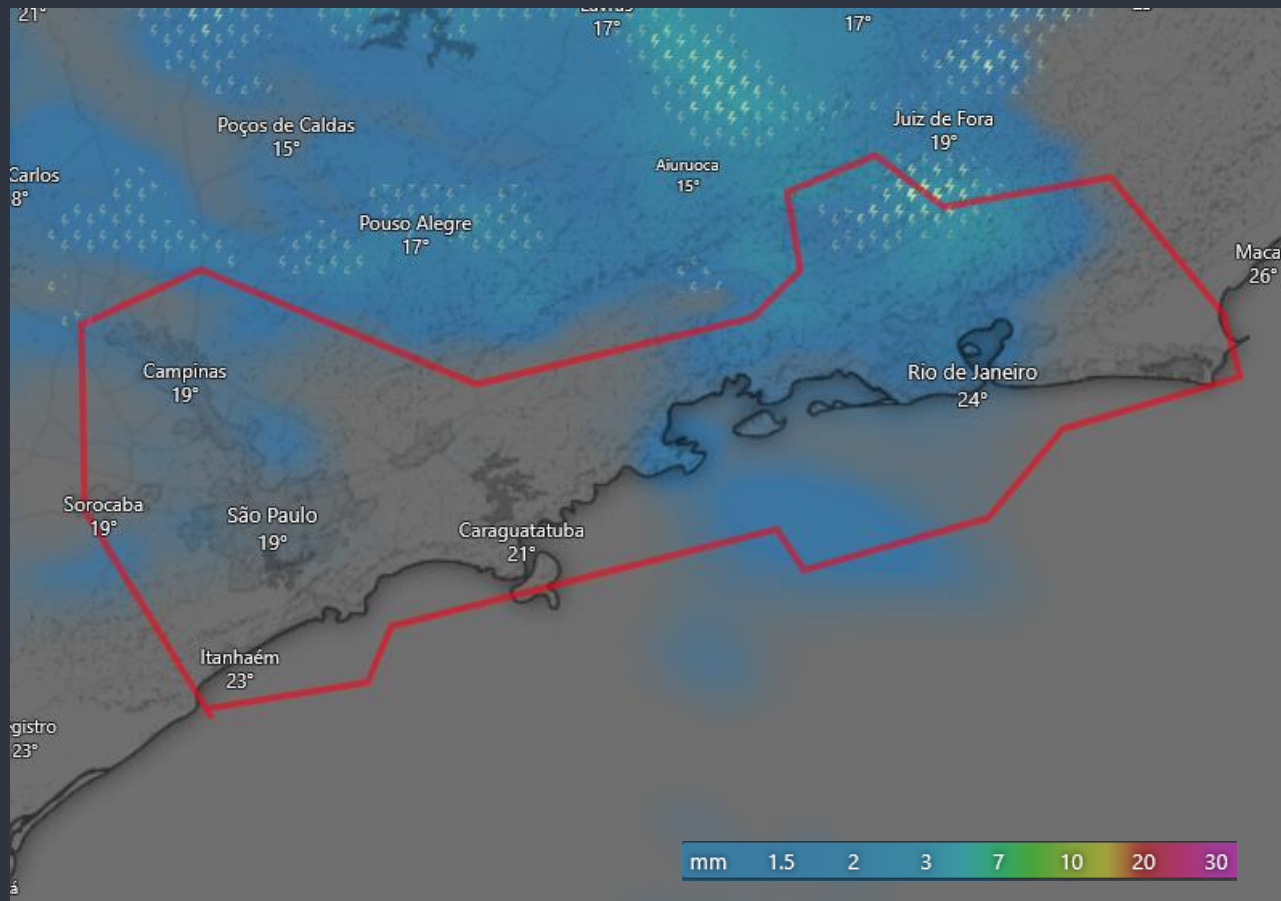 21°
Lavras
17°
17°
Poços de Caldas
15°
Juiz de Fora
19°
Aiuruoca
15°
Carlos
8°
Pouso Alegre
17°
Maca
26°
Campinas
19°
Rio de Janeiro
24°
Sorocaba
19°
São Paulo
19°
Caraguatatuba
21°
Itanhaém
23°
egistro
23°
mm 1.5 2 3 7 10 20 30
á